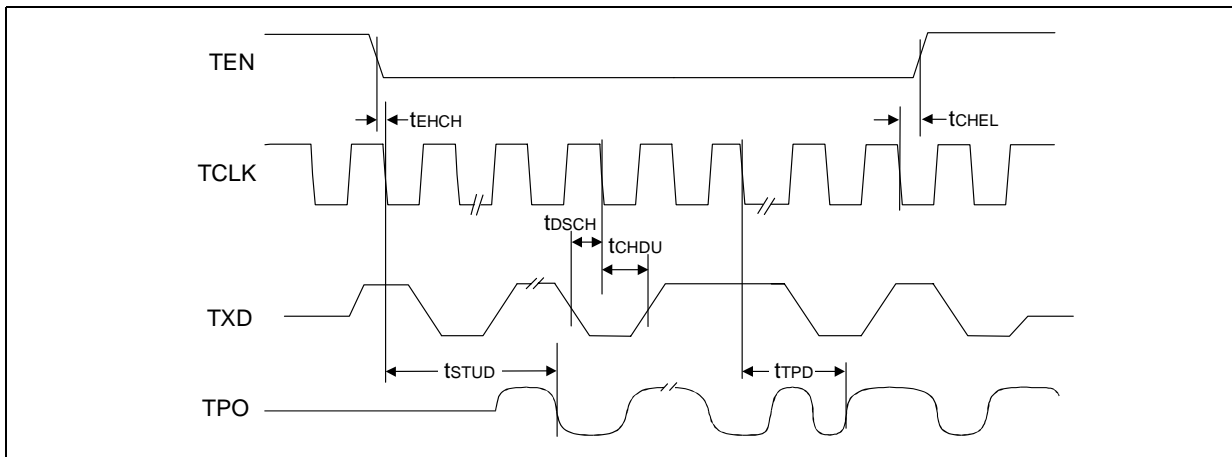 TEN
tEHCH
tCHEL
TCLK
tDSCH
tCHDU
TXD
tSTUD
tTPD
TPO